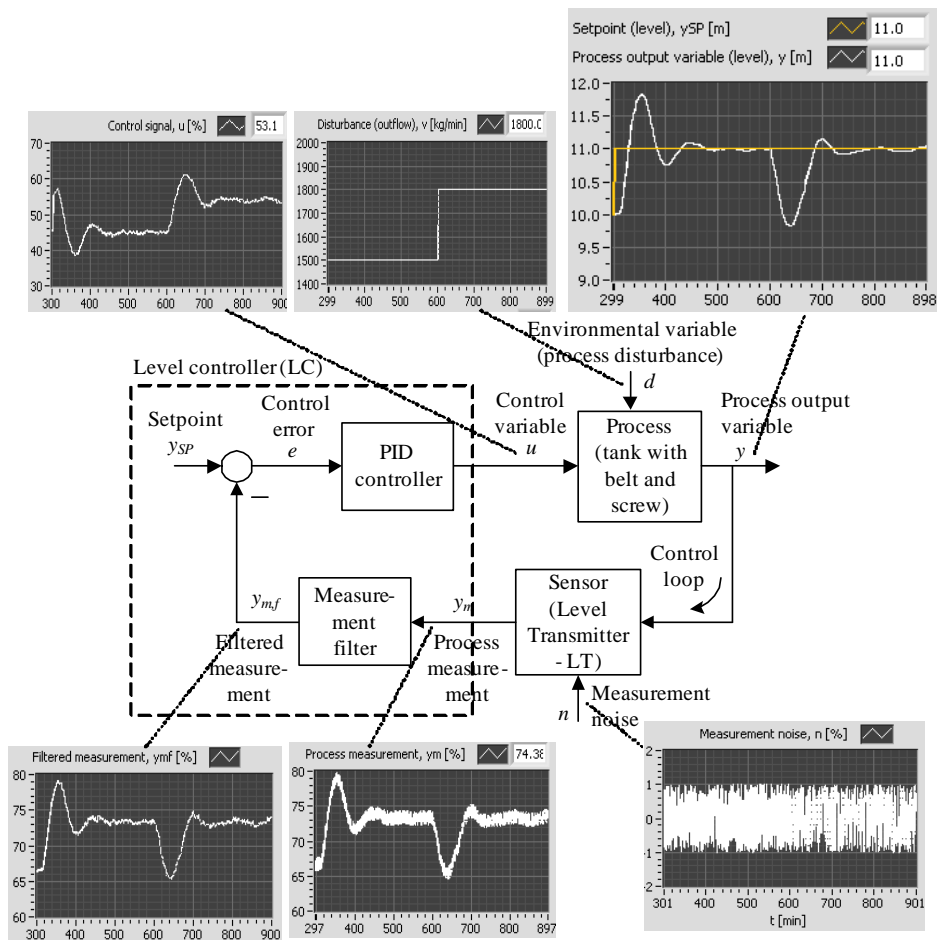 Setpoint (level), ySP [m] 11.0
Process output variable (level), y [m] 11.0
12.0
11.0
10.0
9.5
9.0
299 400 500 600 700 800 898
Control signal, u [%] 53.1
70
60
50
40
30
300 400 500 600 700 800 900
Disturbance (outflow), v [kg/min] 1800.0
2000
1900
1800
1700
1600
1500
1400
299 400 500 600 700 800 899
Environmental variable
(process disturbance)
d
Level controller (LC)
Setpoint
ySP
Control
error
e
PID
controller
Control
variable
u
Process
(tank with
belt and
screw)
Process output
variable
y
Control
loop
Sensor
(Level
Transmitter
- LT)
ym
Process
measure-
ment
Measure-
ment
filter
ym,f
Filtered
measure-
ment
n
Measurement
noise
Filtered measurement, ymf [%]
80
75
70
65
60
300 400 500 600 700 800 900
Process measurement, ym [%] 74.38
80
75
70
65
60
297 400 500 600 700 800 897
Measurement noise, n [%]
2
1
0
-1
-2
301 400 500 600 700 800 901
t [min]